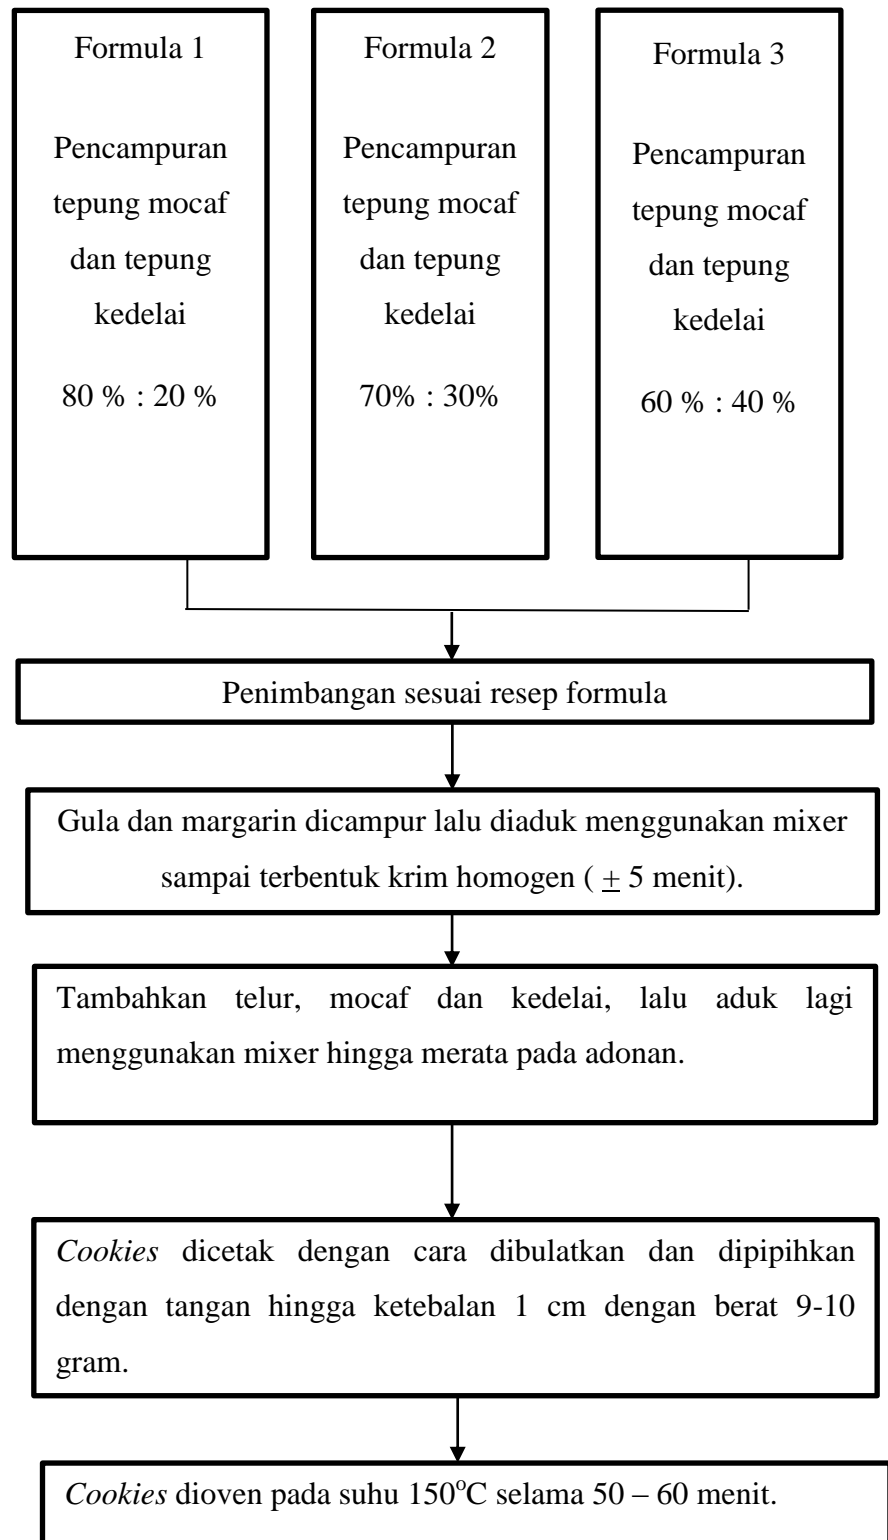 Formula 1
Pencampuran
tepung mocaf
dan tepung
kedelai
80 % : 20 %
Formula 2
Pencampuran
tepung mocaf
dan tepung
kedelai
70% : 30%
Formula 3
Pencampuran
tepung mocaf
dan tepung
kedelai
60 % : 40 %
Penimbangan sesuai resep formula
Gula dan margarin dicampur lalu diaduk menggunakan mixer
sampai terbentuk krim homogen ( ± 5 menit).
Tambahkan telur, mocaf dan kedelai, lalu aduk lagi
menggunakan mixer hingga merata pada adonan.
Cookies dicetak dengan cara dibulatkan dan dipipihkan
dengan tangan hingga ketebalan 1 cm dengan berat 9-10
gram.
Cookies dioven pada suhu 150°C selama 50 – 60 menit.